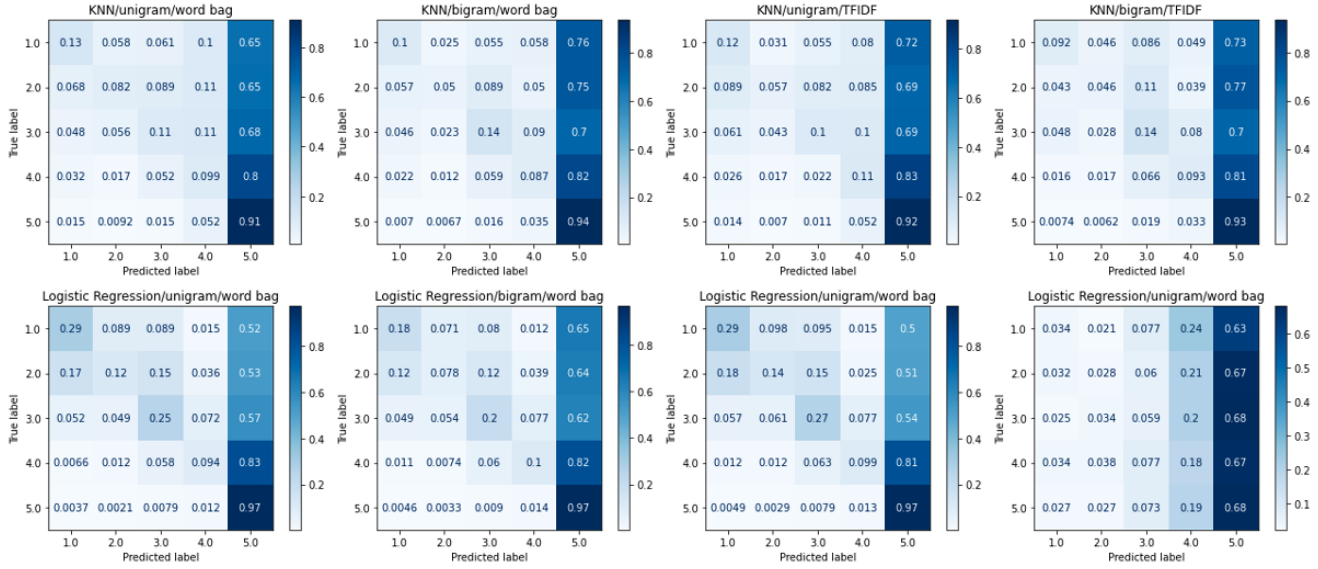 KNN/unigram/word bag
True label
1.0 0.13 0.058 0.061 0.1 0.65
2.0 0.068 0.082 0.089 0.11 0.65
3.0 0.048 0.056 0.11 0.11 0.68
4.0 0.032 0.017 0.052 0.099 0.8
5.0 0.015 0.0092 0.015 0.052 0.91
1.0 2.0 3.0 4.0 5.0
Predicted label
0.8
0.6
0.4
0.2
KNN/bigram/word bag
True label
1.0 0.1 0.025 0.055 0.058 0.76
2.0 0.057 0.05 0.089 0.05 0.75
3.0 0.046 0.023 0.14 0.09 0.7
4.0 0.022 0.012 0.059 0.087 0.82
5.0 0.007 0.0067 0.016 0.035 0.94
1.0 2.0 3.0 4.0 5.0
Predicted label
0.8
0.6
0.4
0.2
KNN/unigram/TFIDF
True label
1.0 0.12 0.031 0.055 0.08 0.72
2.0 0.089 0.057 0.082 0.085 0.69
3.0 0.061 0.043 0.1 0.1 0.69
4.0 0.026 0.017 0.022 0.11 0.83
5.0 0.014 0.007 0.011 0.052 0.92
1.0 2.0 3.0 4.0 5.0
Predicted label
0.8
0.6
0.4
0.2
KNN/bigram/TFIDF
True label
1.0 0.092 0.046 0.086 0.049 0.73
2.0 0.043 0.046 0.11 0.039 0.77
3.0 0.048 0.028 0.14 0.08 0.7
4.0 0.016 0.017 0.066 0.093 0.81
5.0 0.0074 0.0062 0.019 0.033 0.93
1.0 2.0 3.0 4.0 5.0
Predicted label
0.8
0.6
0.4
0.2
Logistic Regression/unigram/word bag
True label
1.0 0.29 0.089 0.089 0.015 0.52
2.0 0.17 0.12 0.15 0.036 0.53
3.0 0.052 0.049 0.25 0.072 0.57
4.0 0.0066 0.012 0.058 0.094 0.83
5.0 0.0037 0.0021 0.0079 0.012 0.97
1.0 2.0 3.0 4.0 5.0
Predicted label
0.8
0.6
0.4
0.2
Logistic Regression/bigram/word bag
True label
1.0 0.18 0.071 0.08 0.012 0.65
2.0 0.12 0.078 0.12 0.039 0.64
3.0 0.049 0.054 0.2 0.077 0.62
4.0 0.011 0.0074 0.06 0.1 0.82
5.0 0.0046 0.0033 0.009 0.014 0.97
1.0 2.0 3.0 4.0 5.0
Predicted label
0.8
0.6
0.4
0.2
Logistic Regression/unigram/word bag
True label
1.0 0.29 0.098 0.095 0.015 0.5
2.0 0.18 0.14 0.15 0.025 0.51
3.0 0.057 0.061 0.27 0.077 0.54
4.0 0.012 0.012 0.063 0.099 0.81
5.0 0.0049 0.0029 0.0079 0.013 0.97
1.0 2.0 3.0 4.0 5.0
Predicted label
0.8
0.6
0.4
0.2
Logistic Regression/unigram/word bag
True label
1.0 0.034 0.021 0.077 0.24 0.63
2.0 0.032 0.028 0.06 0.21 0.67
3.0 0.025 0.034 0.059 0.2 0.68
4.0 0.034 0.038 0.077 0.18 0.67
5.0 0.027 0.027 0.073 0.19 0.68
1.0 2.0 3.0 4.0 5.0
Predicted label
0.6
0.5
0.4
0.3
0.2
0.1